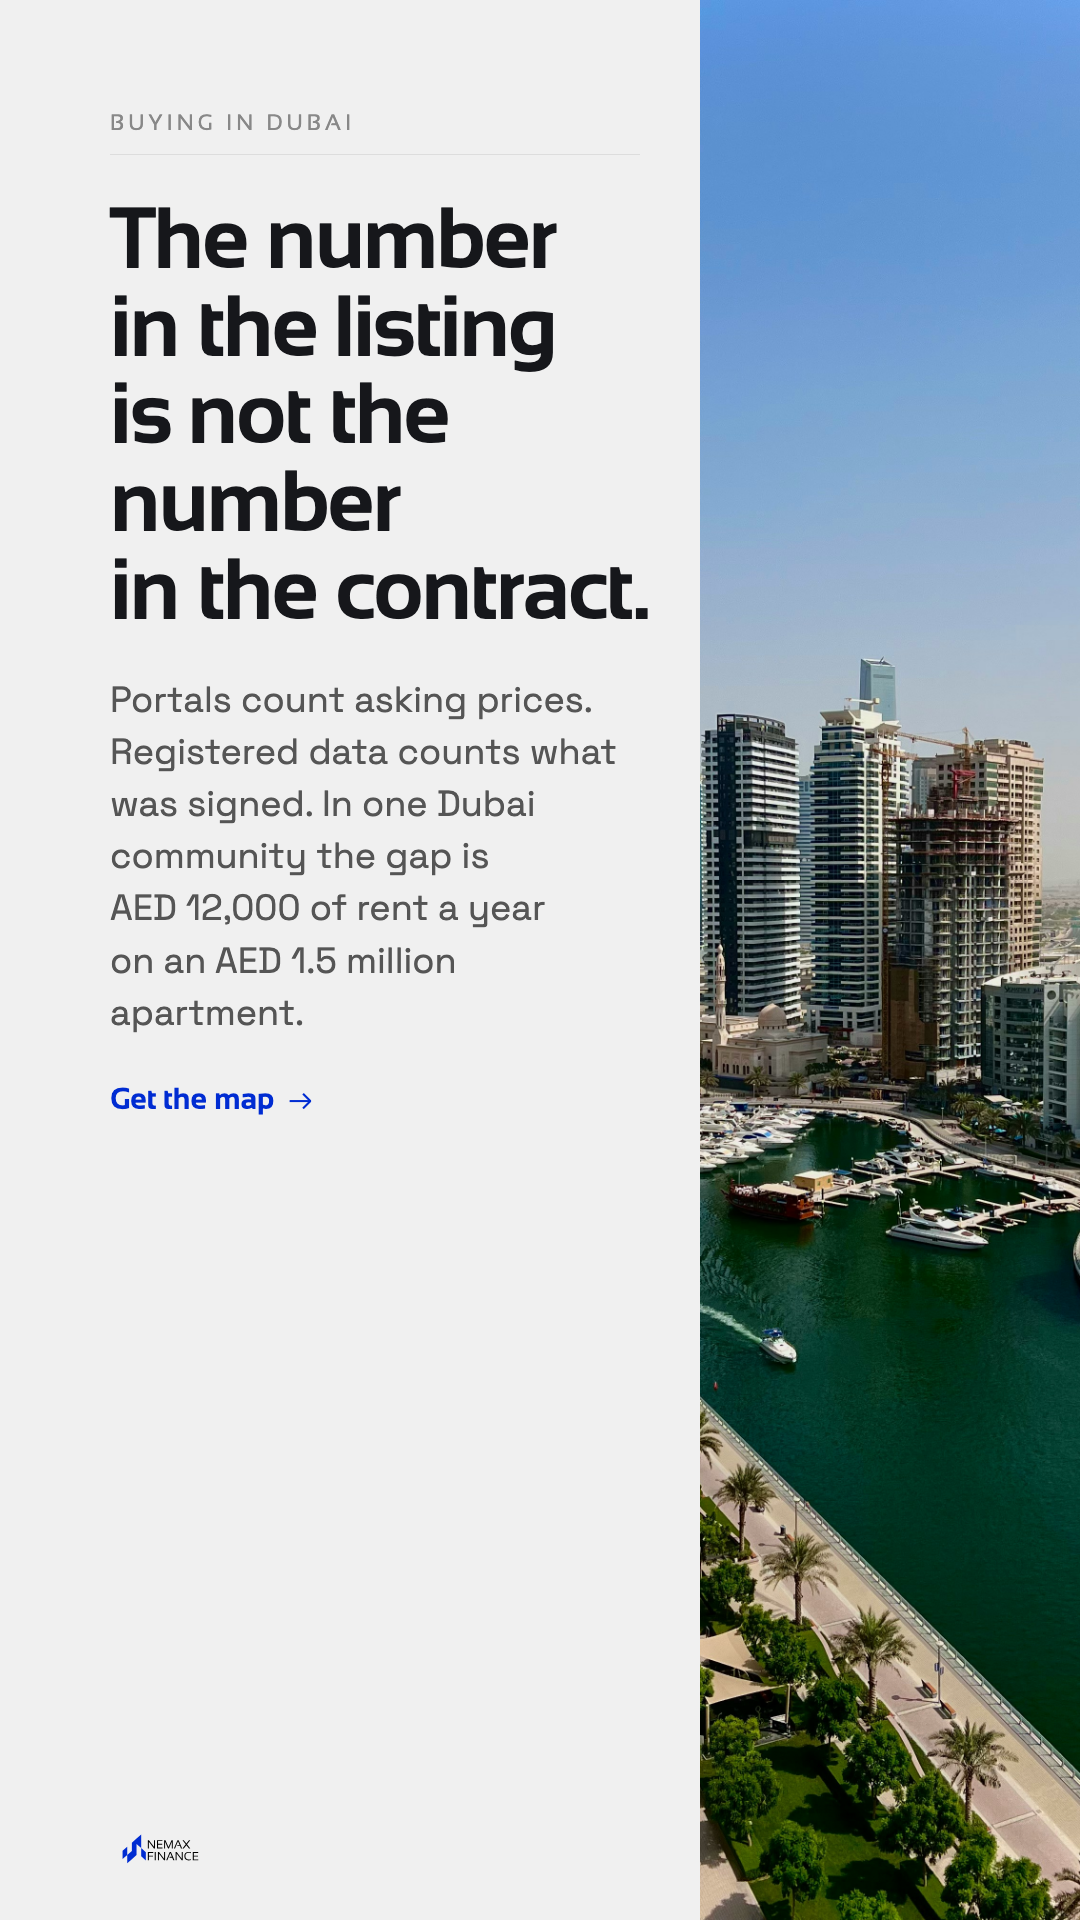 BUYING IN DUBAI
The number
in the listing
is not the
number
in the contract.
Portals count asking prices.
Registered data counts what
was signed. In one Dubai
community the gap is
AED 12,000 of rent a year
on an AED 1.5 million
apartment.
Get the map →
NEMAX
FINANCE